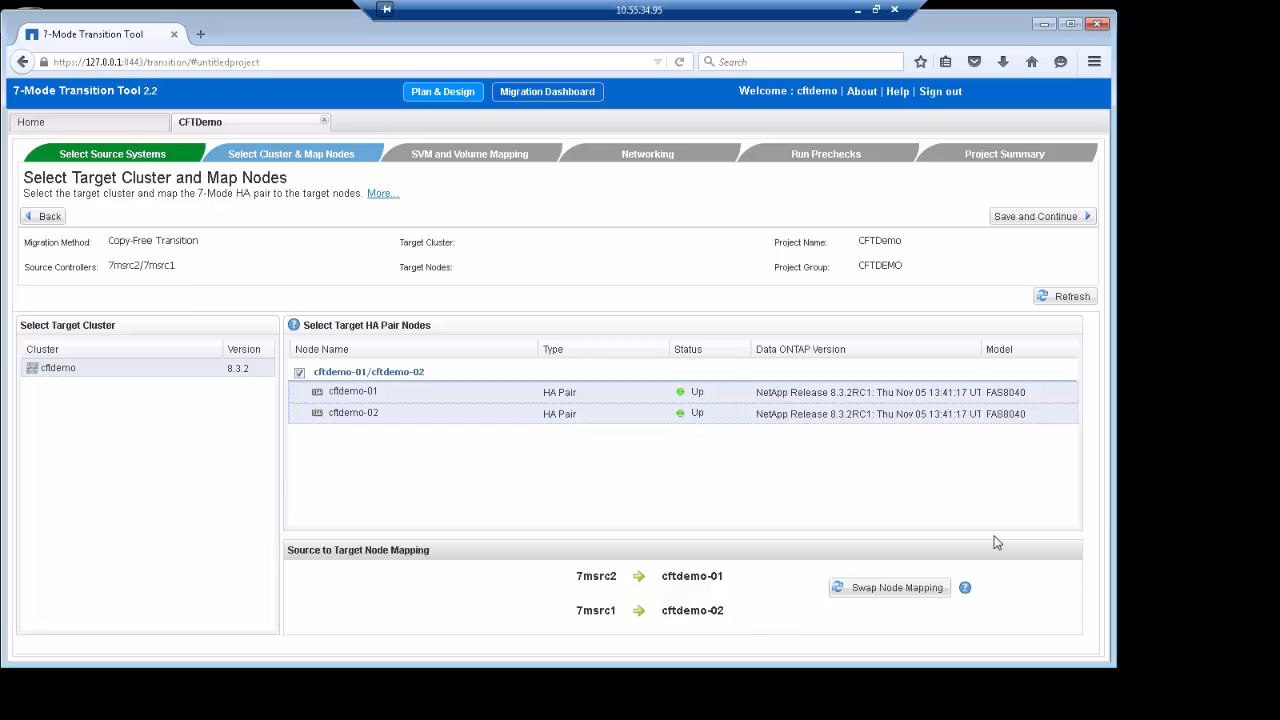 10.55.34.95
7-Mode Transition Tool
https://127.0.0.1:8443/transition/#untitledproject
Search
7-Mode Transition Tool 2.2
Plan & Design
Migration Dashboard
Welcome : cftdemo | About | Help | Sign out
Home
CFTDemo
Select Source Systems
Select Cluster & Map Nodes
SVM and Volume Mapping
Networking
Run Prechecks
Project Summary
Select Target Cluster and Map Nodes
Select the target cluster and map the 7-Mode HA pair to the target nodes. More...
Back
Save and Continue
Migration Method: Copy-Free Transition
Target Cluster:
Project Name: CFTDemo
Source Controllers: 7msrc2/7msrc1
Target Nodes:
Project Group: CFTDEMO
Refresh
Select Target Cluster
Cluster Version
cftdemo 8.3.2
Select Target HA Pair Nodes
Node Name Type Status Data ONTAP Version Model
cftdemo-01/cftdemo-02
cftdemo-01 HA Pair Up NetApp Release 8.3.2RC1: Thu Nov 05 13:41:17 UT FAS8040
cftdemo-02 HA Pair Up NetApp Release 8.3.2RC1: Thu Nov 05 13:41:17 UT FAS8040
Source to Target Node Mapping
7msrc2 cftdemo-01
7msrc1 cftdemo-02
Swap Node Mapping